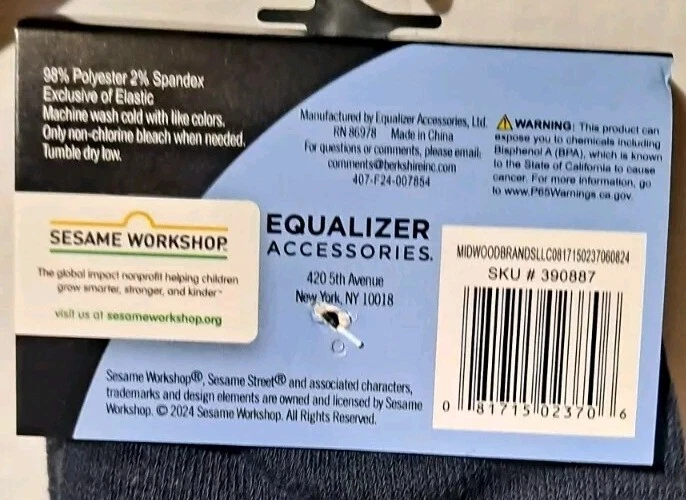 98% Polyester 2% Spandex
Exclusive of Elastic
Machine wash cold with like colors.
Only non-chlorine bleach when needed.
Tumble dry low.
Manufactured by Equalizer Accessories, Ltd.
RN 86978 Made in China
For questions or comments, please email:
comments@berkshireinc.com
407-F24-007854
⚠ WARNING: This product can
expose you to chemicals including
Bisphenol A (BPA), which is known
to the State of California to cause
cancer. For more information, go
to www.P65Warnings.ca.gov.
SESAME WORKSHOP
The global impact nonprofit helping children
grow smarter, stronger, and kinder™
visit us at sesameworkshop.org
EQUALIZER
ACCESSORIES.
420 5th Avenue
New York, NY 10018
MIDWOODBRANDSLLC0817150237060824
SKU # 390887
0 81715 02370 6
Sesame Workshop®, Sesame Street® and associated characters,
trademarks and design elements are owned and licensed by Sesame
Workshop. © 2024 Sesame Workshop. All Rights Reserved.